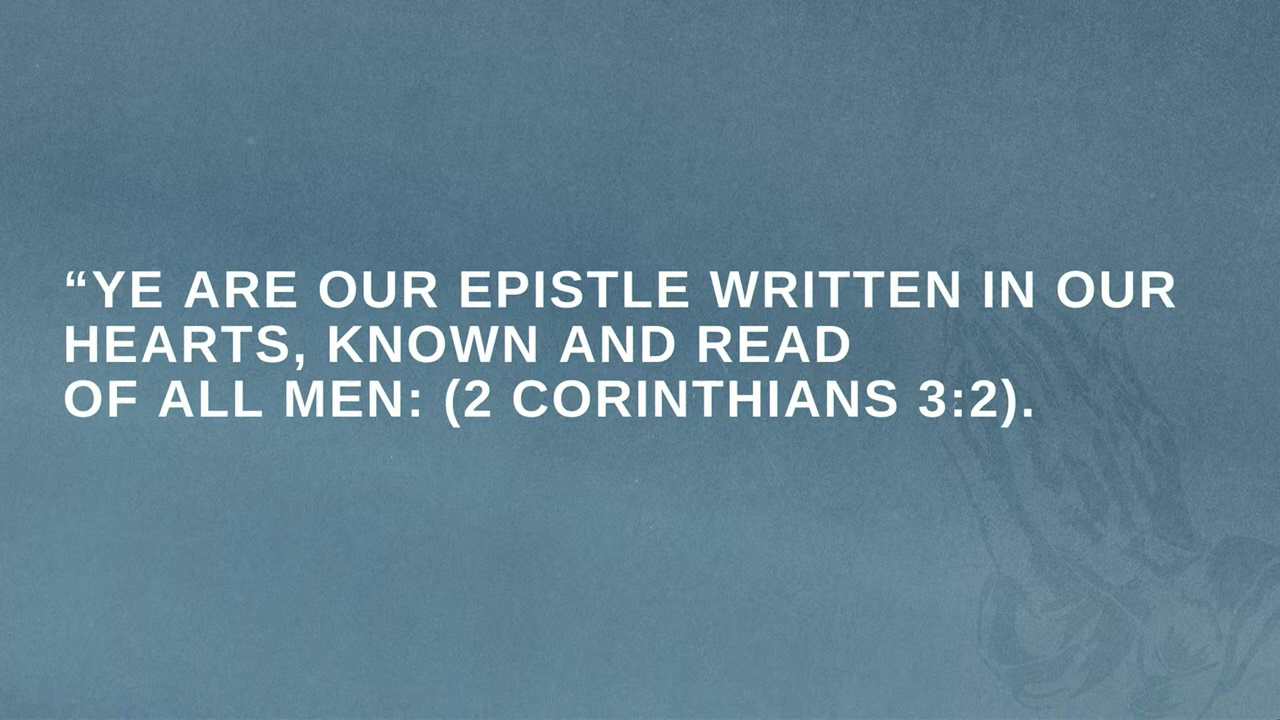 “YE ARE OUR EPISTLE WRITTEN IN OUR
HEARTS, KNOWN AND READ
OF ALL MEN: (2 CORINTHIANS 3:2).